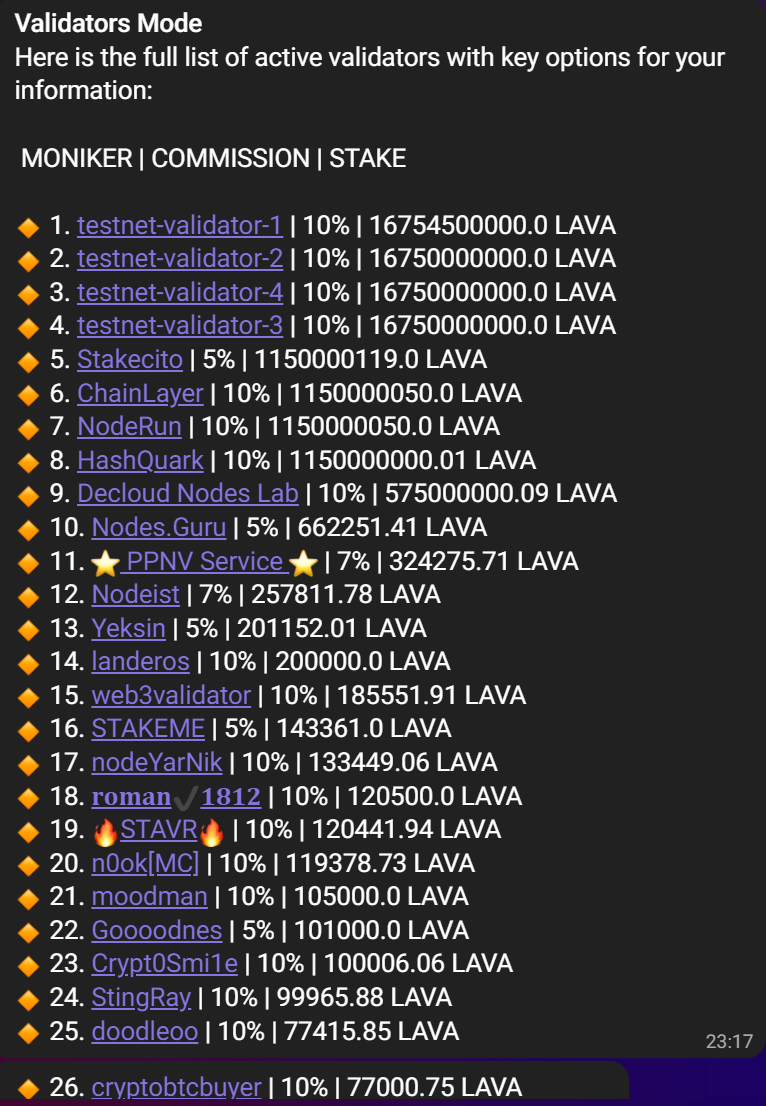 Validators Mode
Here is the full list of active validators with key options for your
information:
MONIKER | COMMISSION | STAKE
🔸 1. testnet-validator-1 | 10% | 16754500000.0 LAVA
🔸 2. testnet-validator-2 | 10% | 16750000000.0 LAVA
🔸 3. testnet-validator-4 | 10% | 16750000000.0 LAVA
🔸 4. testnet-validator-3 | 10% | 16750000000.0 LAVA
🔸 5. Stakecito | 5% | 1150000119.0 LAVA
🔸 6. ChainLayer | 10% | 1150000050.0 LAVA
🔸 7. NodeRun | 10% | 1150000050.0 LAVA
🔸 8. HashQuark | 10% | 1150000000.01 LAVA
🔸 9. Decloud Nodes Lab | 10% | 575000000.09 LAVA
🔸 10. Nodes.Guru | 5% | 662251.41 LAVA
🔸 11. ⭐ PPNV Service ⭐ | 7% | 324275.71 LAVA
🔸 12. Nodeist | 7% | 257811.78 LAVA
🔸 13. Yeksin | 5% | 201152.01 LAVA
🔸 14. landeros | 10% | 200000.0 LAVA
🔸 15. web3validator | 10% | 185551.91 LAVA
🔸 16. STAKEME | 5% | 143361.0 LAVA
🔸 17. nodeYarNik | 10% | 133449.06 LAVA
🔸 18. roman✔1812 | 10% | 120500.0 LAVA
🔸 19. 🔥STAVR🔥 | 10% | 120441.94 LAVA
🔸 20. n0ok[MC] | 10% | 119378.73 LAVA
🔸 21. moodman | 10% | 105000.0 LAVA
🔸 22. Goooodnes | 5% | 101000.0 LAVA
🔸 23. Crypt0Smi1e | 10% | 100006.06 LAVA
🔸 24. StingRay | 10% | 99965.88 LAVA
🔸 25. doodleoo | 10% | 77415.85 LAVA
23:17
🔸 26. cryptobtcbuyer | 10% | 77000.75 LAVA